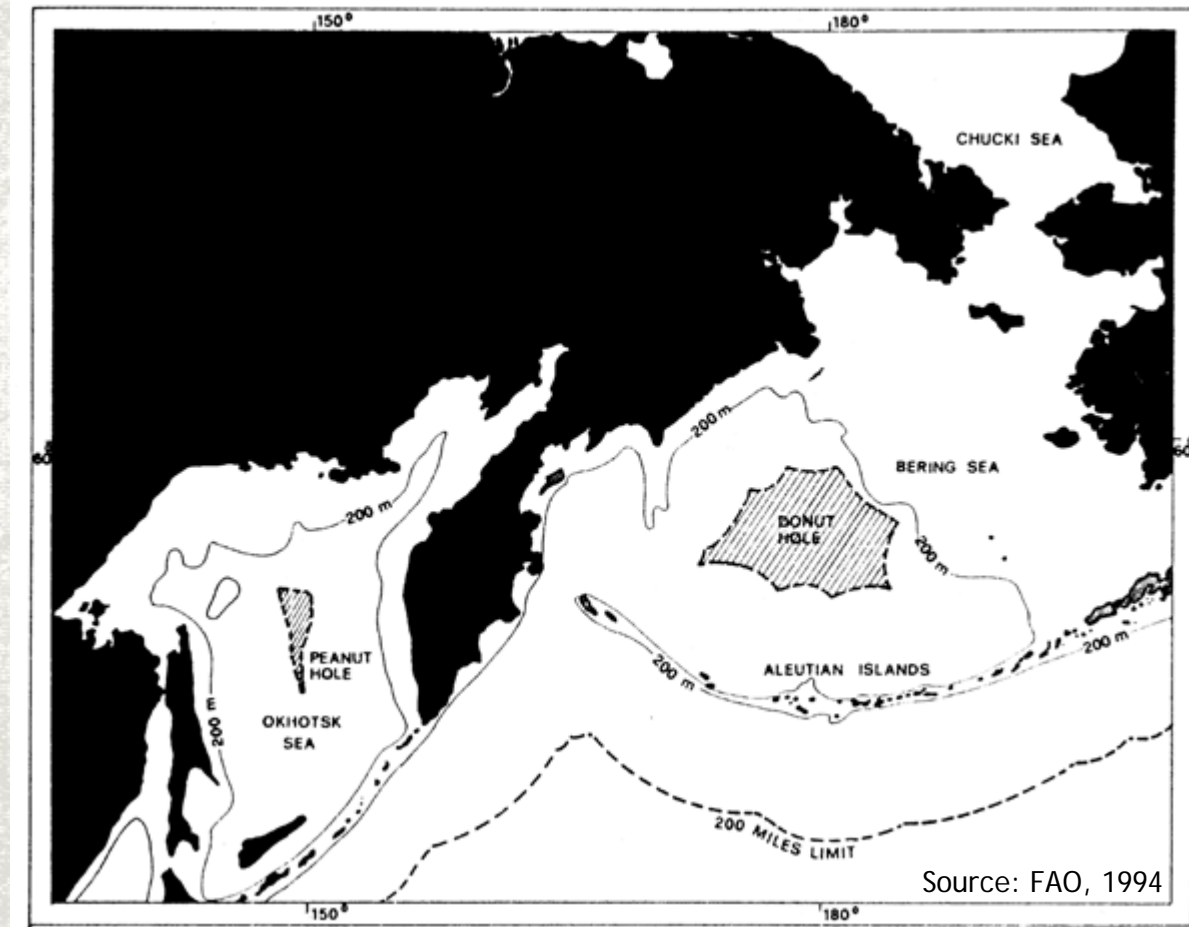 150°
180°
CHUCKI SEA
200 m
60
60
BERING SEA
200 m
DONUT
HOLE
200 m
PEANUT
HOLE
200 m
ALEUTIAN ISLANDS
200 m
OKHOTSK
SEA
200 m
200 MILES LIMIT
Source: FAO, 1994
150°
180°